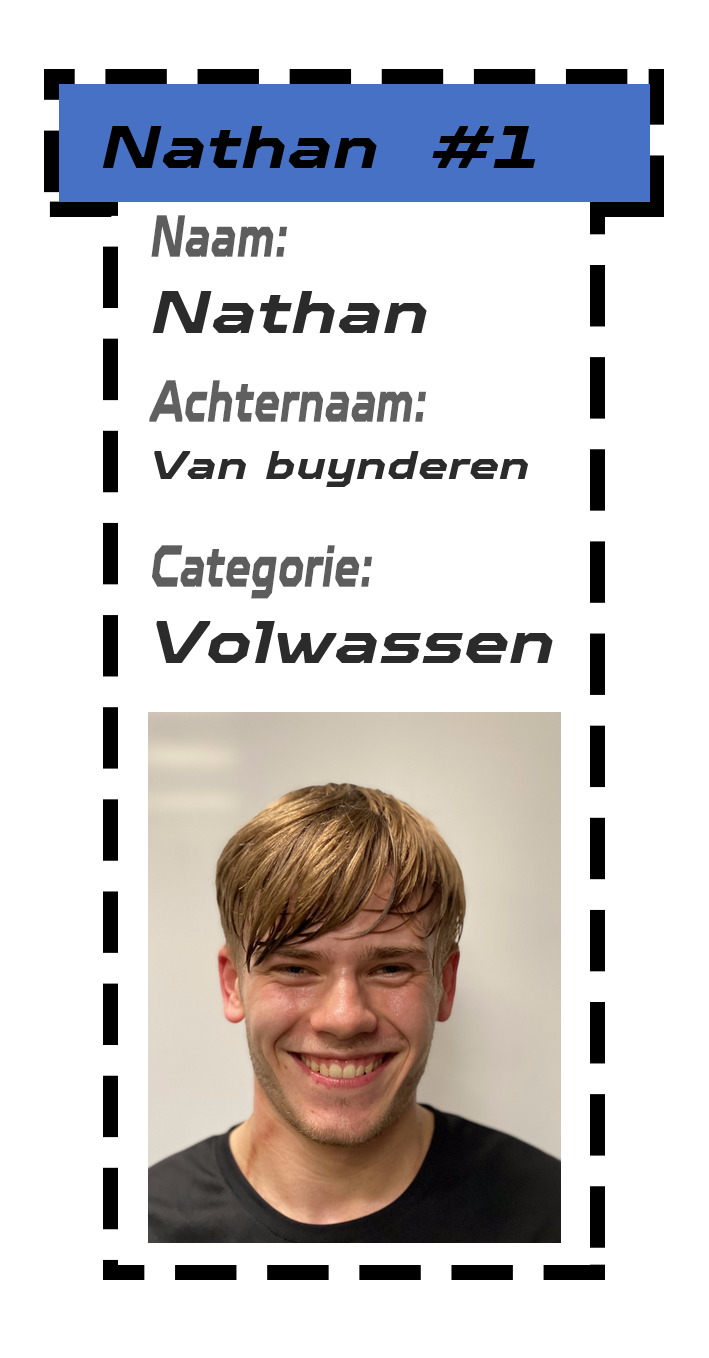 Nathan #1
Naam:
Nathan
Achternaam:
Van buynderen
Categorie:
Volwassen